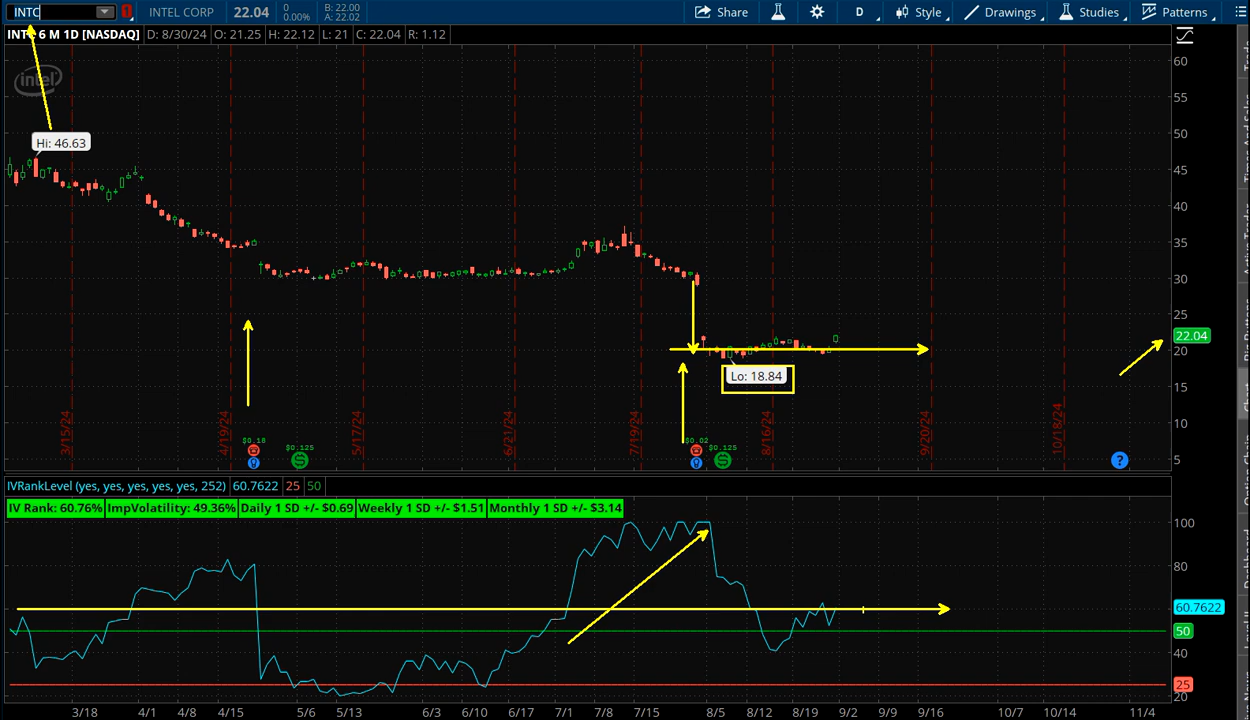 INTC
1
INTEL CORP
22.04
0
0.00%
B: 22.00
A: 22.02
Share
D
Style
Drawings
Studies
Patterns
INTC 6 M 1D [NASDAQ]
D: 8/30/24
O: 21.25
H: 22.12
L: 21
C: 22.04
R: 1.12
intel
Hi: 46.63
60
55
50
45
40
35
30
25
22.04
20
15
10
5
Lo: 18.84
3/15/24
4/19/24
5/17/24
6/21/24
7/19/24
8/16/24
9/20/24
10/18/24
$0.18
$0.125
$0.02
$0.125
S
S
?
IVRankLevel (yes, yes, yes, yes, yes, 252)
60.7622
25
50
IV Rank: 60.76%
ImpVolatility: 49.36%
Daily 1 SD +/- $0.69
Weekly 1 SD +/- $1.51
Monthly 1 SD +/- $3.14
100
80
60.7622
50
40
25
20
3/18
4/1
4/8
4/15
5/6
5/13
6/3
6/10
6/17
7/1
7/8
7/15
8/5
8/12
8/19
9/2
9/9
9/16
10/7
10/14
11/4